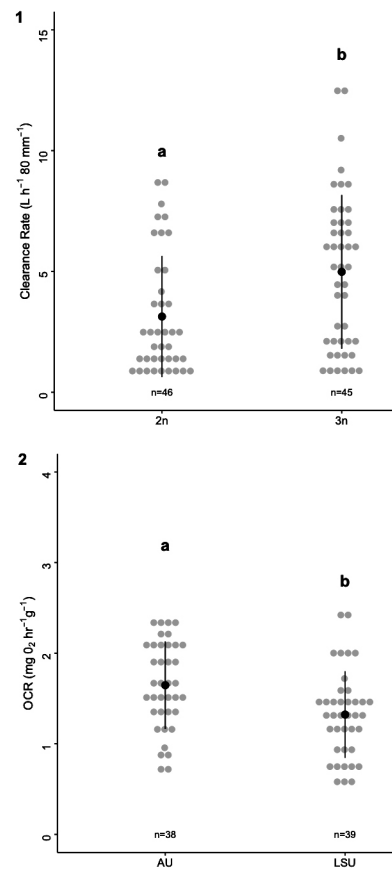 1
Clearance Rate (L h⁻¹ 80 mm⁻¹)
15
10
5
0
a
b
n=46
n=45
2n
3n
2
OCR (mg 0₂ hr⁻¹g⁻¹)
4
3
2
1
0
a
b
n=38
n=39
AU
LSU